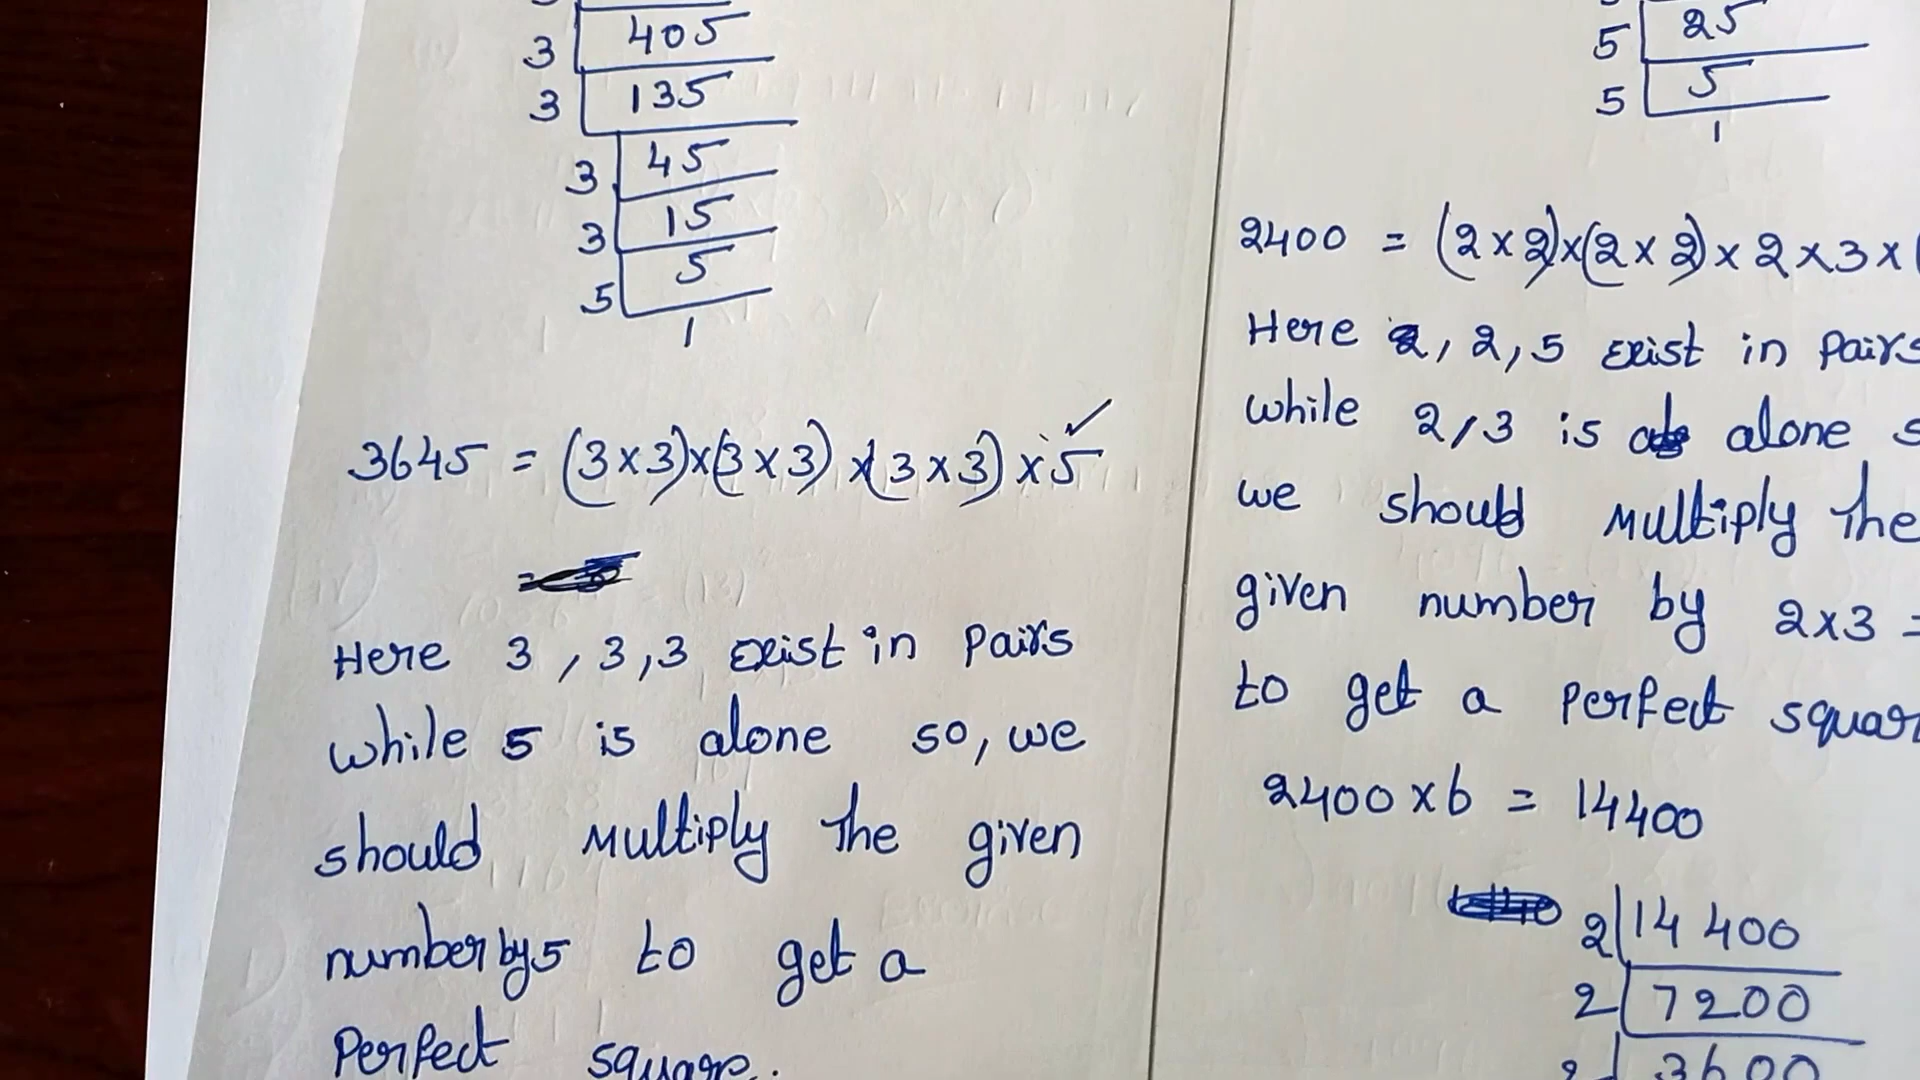 3 405
3 135
3 45
3 15
5 5
1
3645 = (3×3)×(3×3)×(3×3)×5
Here 3, 3, 3 exist in pairs
while 5 is alone so, we
should multiply the given
number by 5 to get a
perfect square.
5 25
5 5
1
2400 = (2×2)×(2×2)×2×3×(
Here 2, 2, 5 exist in pairs
while 2,3 is alone s
we should multiply the
given number by 2×3 =
to get a perfect squar
2400×6 = 14400
2 14400
2 7200
2 3600